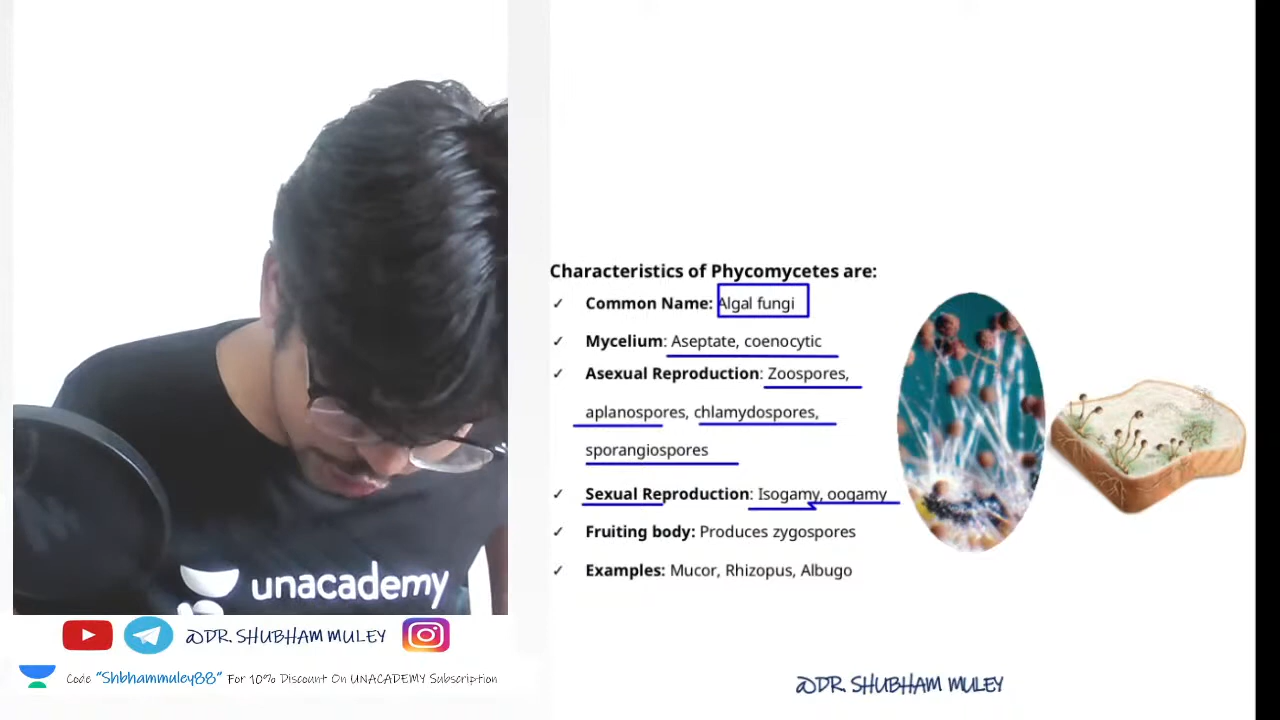 unacademy
@DR. SHUBHAM MULEY
Code "Shbhammuley88" For 10% Discount On UNACADEMY Subscription
Characteristics of Phycomycetes are:
✓ Common Name: Algal fungi
✓ Mycelium: Aseptate, coenocytic
✓ Asexual Reproduction: Zoospores,
aplanospores, chlamydospores,
sporangiospores
✓ Sexual Reproduction: Isogamy, oogamy
✓ Fruiting body: Produces zygospores
✓ Examples: Mucor, Rhizopus, Albugo
@DR. SHUBHAM MULEY